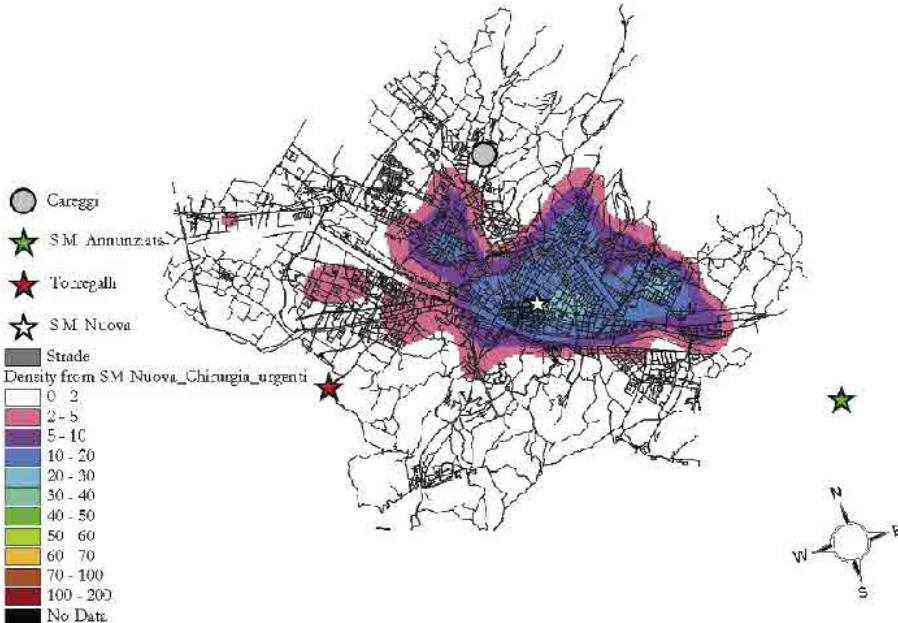 Careggi
S.M. Annunziata
Torregalli
S.M. Nuova
Strade
Density from SM Nuova_Chirurgia_urgenti
0 - 2
2 - 5
5 - 10
10 - 20
20 - 30
30 - 40
40 - 50
50 - 60
60 - 70
70 - 100
100 - 200
No Data
N
E
W
S